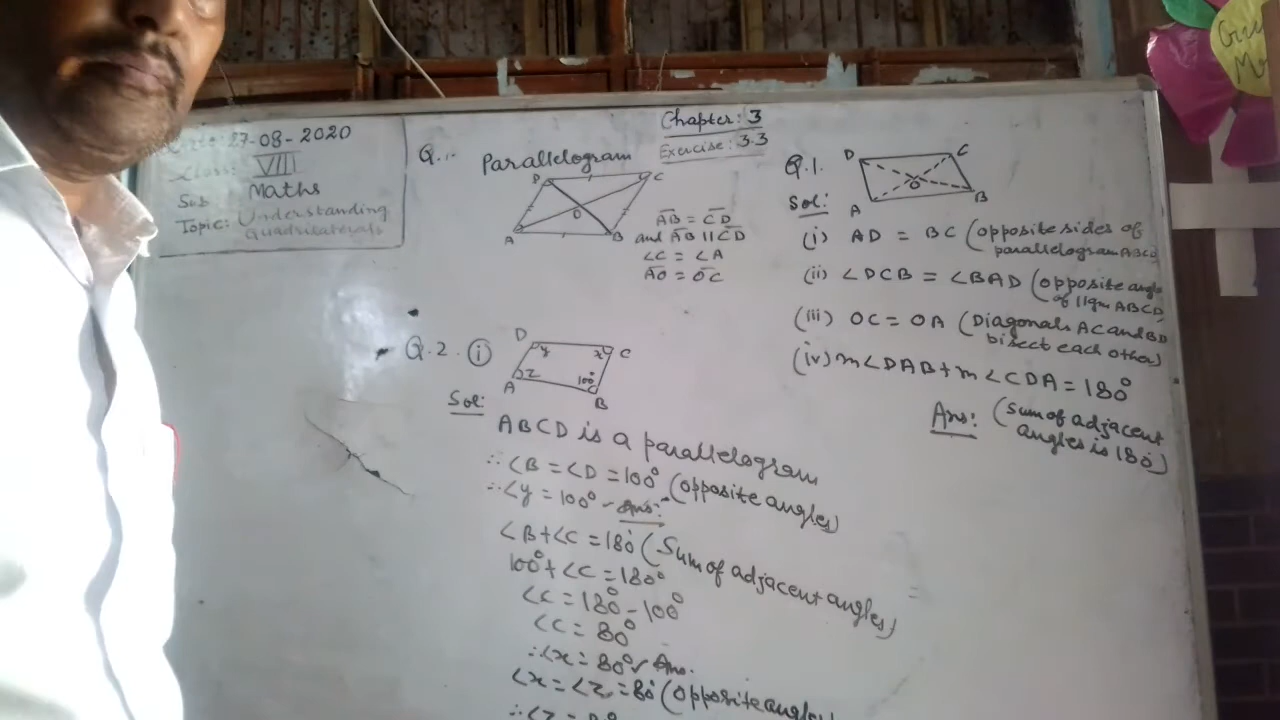 27-08-2020
Class: VIII
Sub Maths
Topic: Understanding
Quadrilaterals
Chapter: 3
Exercise: 3.3
Q.1.
Parallelogram
D C
O
A B
AB = CD
and AB || CD
∠C = ∠A
AO = OC
Q.2. (i)
D y x C
A z 100° B
Sol:
ABCD is a parallelogram
∴ ∠B = ∠D = 100° (opposite angles)
∴ ∠y = 100° - Ans:
∠B + ∠C = 180° (Sum of adjacent angles)
100° + ∠C = 180°
∠C = 180° - 100°
∠C = 80°
∴ ∠x = 80° Ans.
∠x = ∠z = 80° (opposite angles)
Q.1.
D C
O
A B
Sol:
(i) AD = BC (opposite sides of
parallelogram ABCD)
(ii) ∠DCB = ∠BAD (opposite angle
of ||gm ABCD)
(iii) OC = OA (Diagonals AC and BD
bisect each other)
(iv) m∠DAB + m∠CDA = 180°
Ans: (Sum of adjacent
angles is 180°)